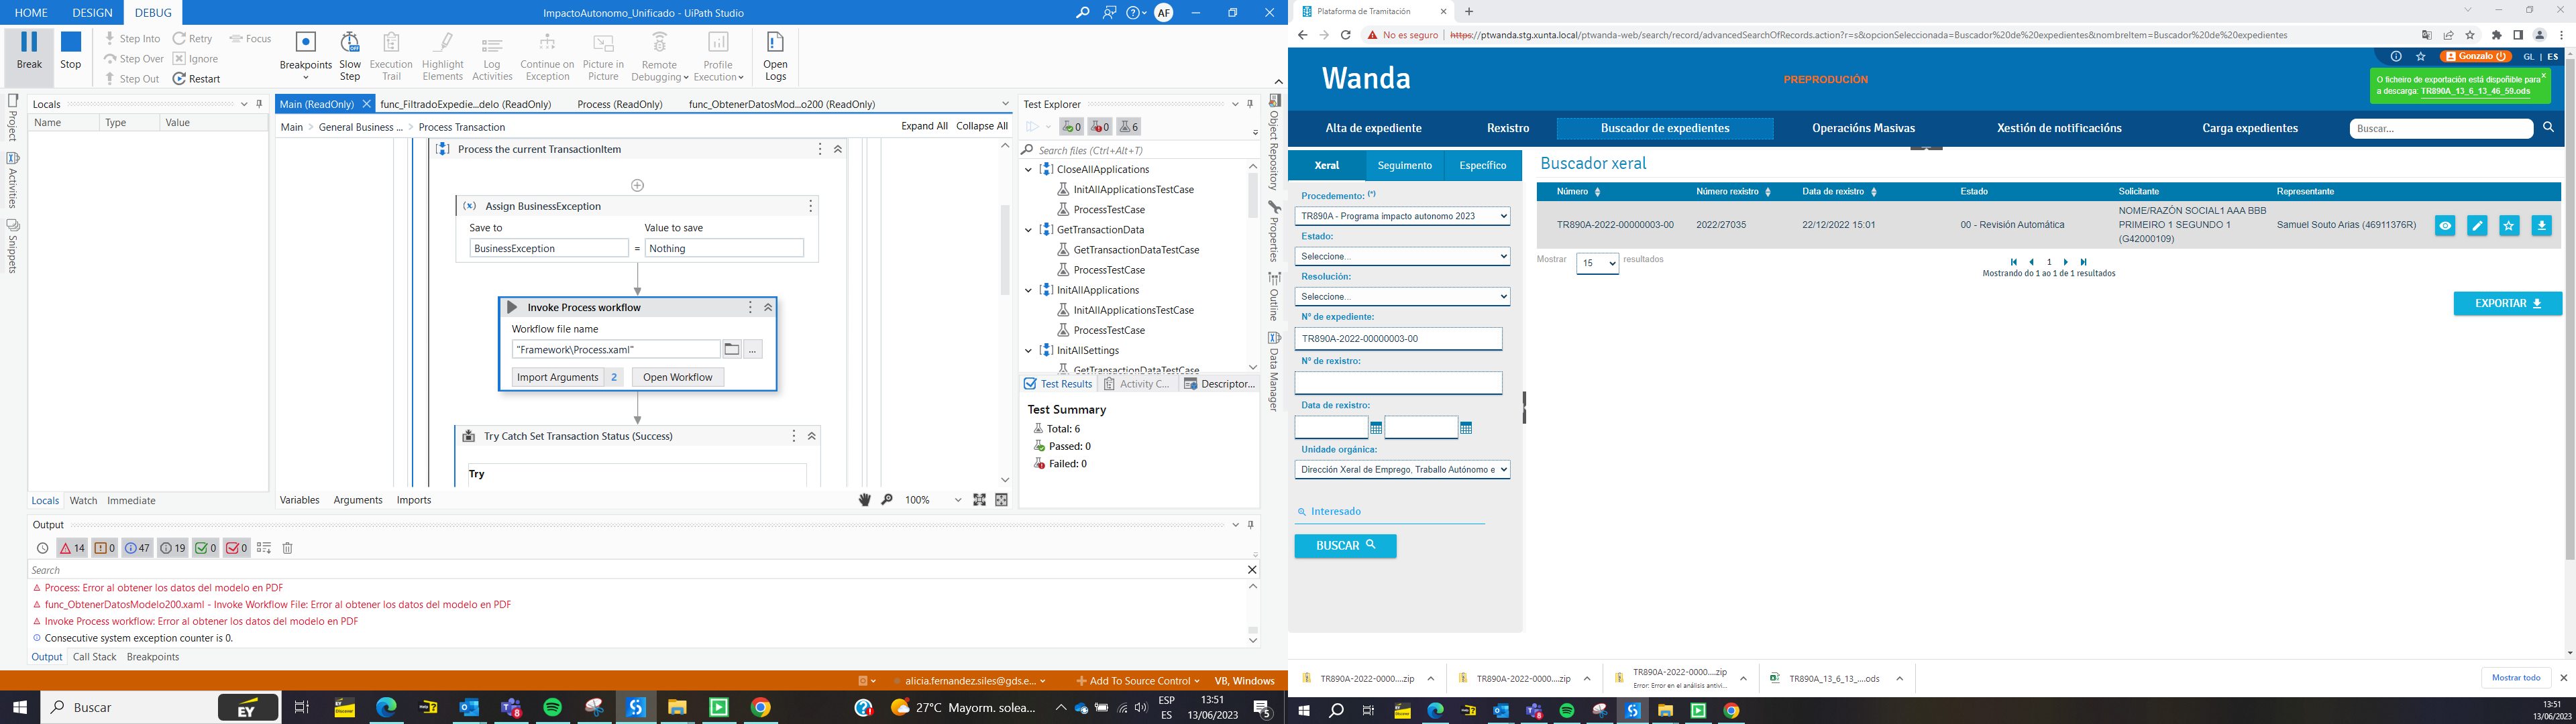 HOME DESIGN DEBUG
ImpactoAutonomo_Unificado - UiPath Studio
AF
Break Stop
Step Into Retry Focus
Step Over Ignore
Step Out Restart
Breakpoints Slow Step Execution Trail Highlight Elements Log Activities Continue on Exception Picture in Picture Remote Debugging Profile Execution Open Logs
Project
Activities
Snippets
Locals
Name Type Value
Locals Watch Immediate
Main (ReadOnly) func_FiltradoExpedie...delo (ReadOnly) Process (ReadOnly) func_ObtenerDatosMod...o200 (ReadOnly)
Main > General Business ... > Process Transaction Expand All Collapse All
Process the current TransactionItem
Assign BusinessException
Save to Value to save
BusinessException = Nothing
Invoke Process workflow
Workflow file name
"Framework\Process.xaml" ...
Import Arguments 2 Open Workflow
Try Catch Set Transaction Status (Success)
Try
Variables Arguments Imports 100%
Test Explorer
0 0 6
Search files (Ctrl+Alt+T)
CloseAllApplications
InitAllApplicationsTestCase
ProcessTestCase
GetTransactionData
GetTransactionDataTestCase
ProcessTestCase
InitAllApplications
InitAllApplicationsTestCase
ProcessTestCase
InitAllSettings
GetTransactionDataTestCase
Test Results Activity C... Descriptor...
Test Summary
Total: 6
Passed: 0
Failed: 0
Object Repository
Properties
Outline
Data Manager
Output
14 0 47 19 0 0
Search
Process: Error al obtener los datos del modelo en PDF
func_ObtenerDatosModelo200.xaml - Invoke Workflow File: Error al obtener los datos del modelo en PDF
Invoke Process workflow: Error al obtener los datos del modelo en PDF
Consecutive system exception counter is 0.
Output Call Stack Breakpoints
alicia.fernandez.siles@gds.e... Add To Source Control VB, Windows
Buscar EY
27°C Mayorm. solea...
ESP
ES
13:51
13/06/2023
5
Plataforma de Tramitación
No es seguro https://ptwanda.stg.xunta.local/ptwanda-web/search/record/advancedSearchOfRecords.action?r=s&opcionSeleccionada=Buscador%20de%20expedientes&nombreItem=Buscador%20de%20expedientes
Wanda
PREPRODUCIÓN
Gonzalo
GL | ES
O ficheiro de exportación está dispoñible para a descarga: TR890A_13_6_13_46_59.ods
x
Alta de expediente Rexistro Buscador de expedientes Operacións Masivas Xestión de notificacións Carga expedientes Buscar...
Xeral Seguimento Específico
Procedemento: (*)
TR890A - Programa impacto autonomo 2023
Estado:
Seleccione...
Resolución:
Seleccione...
Nº de expediente:
TR890A-2022-00000003-00
Nº de rexistro:
Data de rexistro:
Unidade orgánica:
Dirección Xeral de Emprego, Traballo Autónomo e
Interesado
BUSCAR
Buscador xeral
Número Número rexistro Data de rexistro Estado Solicitante Representante
TR890A-2022-00000003-00 2022/27035 22/12/2022 15:01 00 - Revisión Automática NOME/RAZÓN SOCIAL1 AAA BBB PRIMEIRO 1 SEGUNDO 1 (G42000109) Samuel Souto Arias (46911376R)
Mostrar 15 resultados
1
Mostrando do 1 ao 1 de 1 resultados
EXPORTAR
TR890A-2022-0000....zip
TR890A-2022-0000....zip
TR890A-2022-0000....zip
Error: Error en el análisis antivi...
TR890A_13_6_13_....ods
Mostrar todo
13:51
13/06/2023